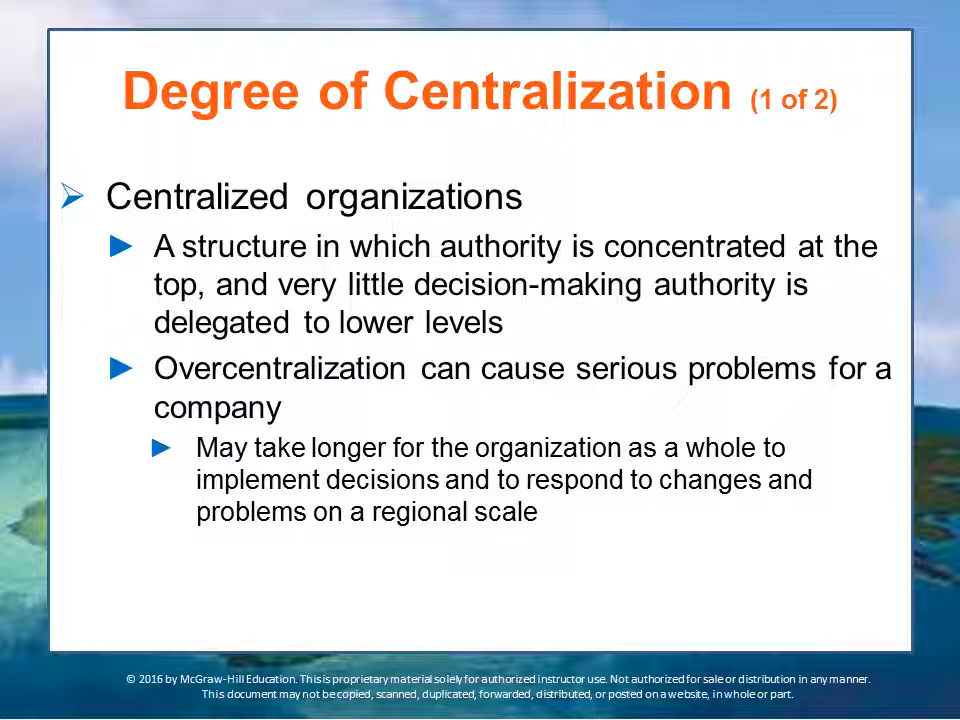 Degree of Centralization (1 of 2)
Centralized organizations
A structure in which authority is concentrated at the
top, and very little decision-making authority is
delegated to lower levels
Overcentralization can cause serious problems for a
company
May take longer for the organization as a whole to
implement decisions and to respond to changes and
problems on a regional scale
© 2016 by McGraw-Hill Education. This is proprietary material solely for authorized instructor use. Not authorized for sale or distribution in any manner.
This document may not be copied, scanned, duplicated, forwarded, distributed, or posted on a website, in whole or part.